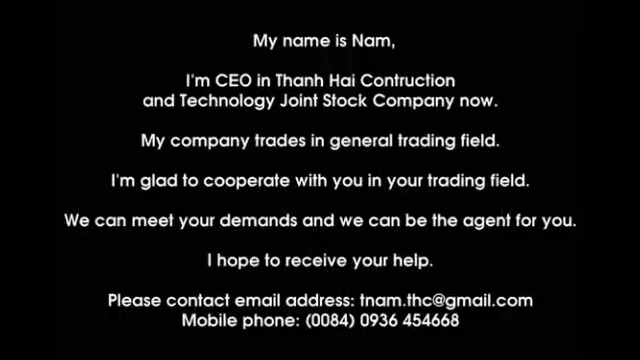 My name is Nam,
I'm CEO in Thanh Hai Contruction
and Technology Joint Stock Company now.
My company trades in general trading field.
I'm glad to cooperate with you in your trading field.
We can meet your demands and we can be the agent for you.
I hope to receive your help.
Please contact email address: tnam.thc@gmail.com
Mobile phone: (0084) 0936 454668